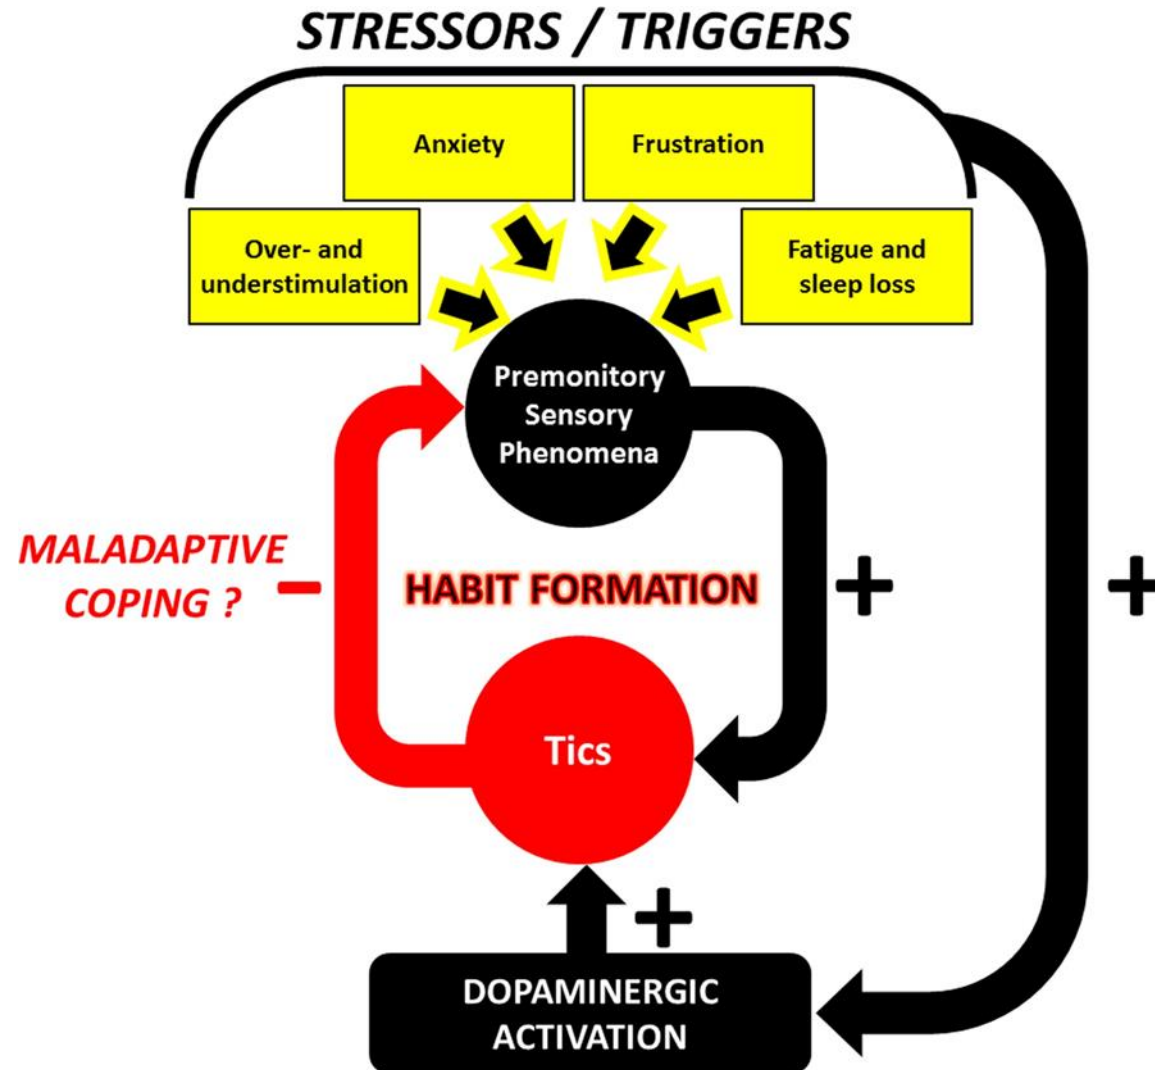 STRESSORS / TRIGGERS
Anxiety
Frustration
Over- and
understimulation
Fatigue and
sleep loss
Premonitory
Sensory
Phenomena
MALADAPTIVE
COPING ?
−
HABIT FORMATION
+
+
Tics
+
DOPAMINERGIC
ACTIVATION